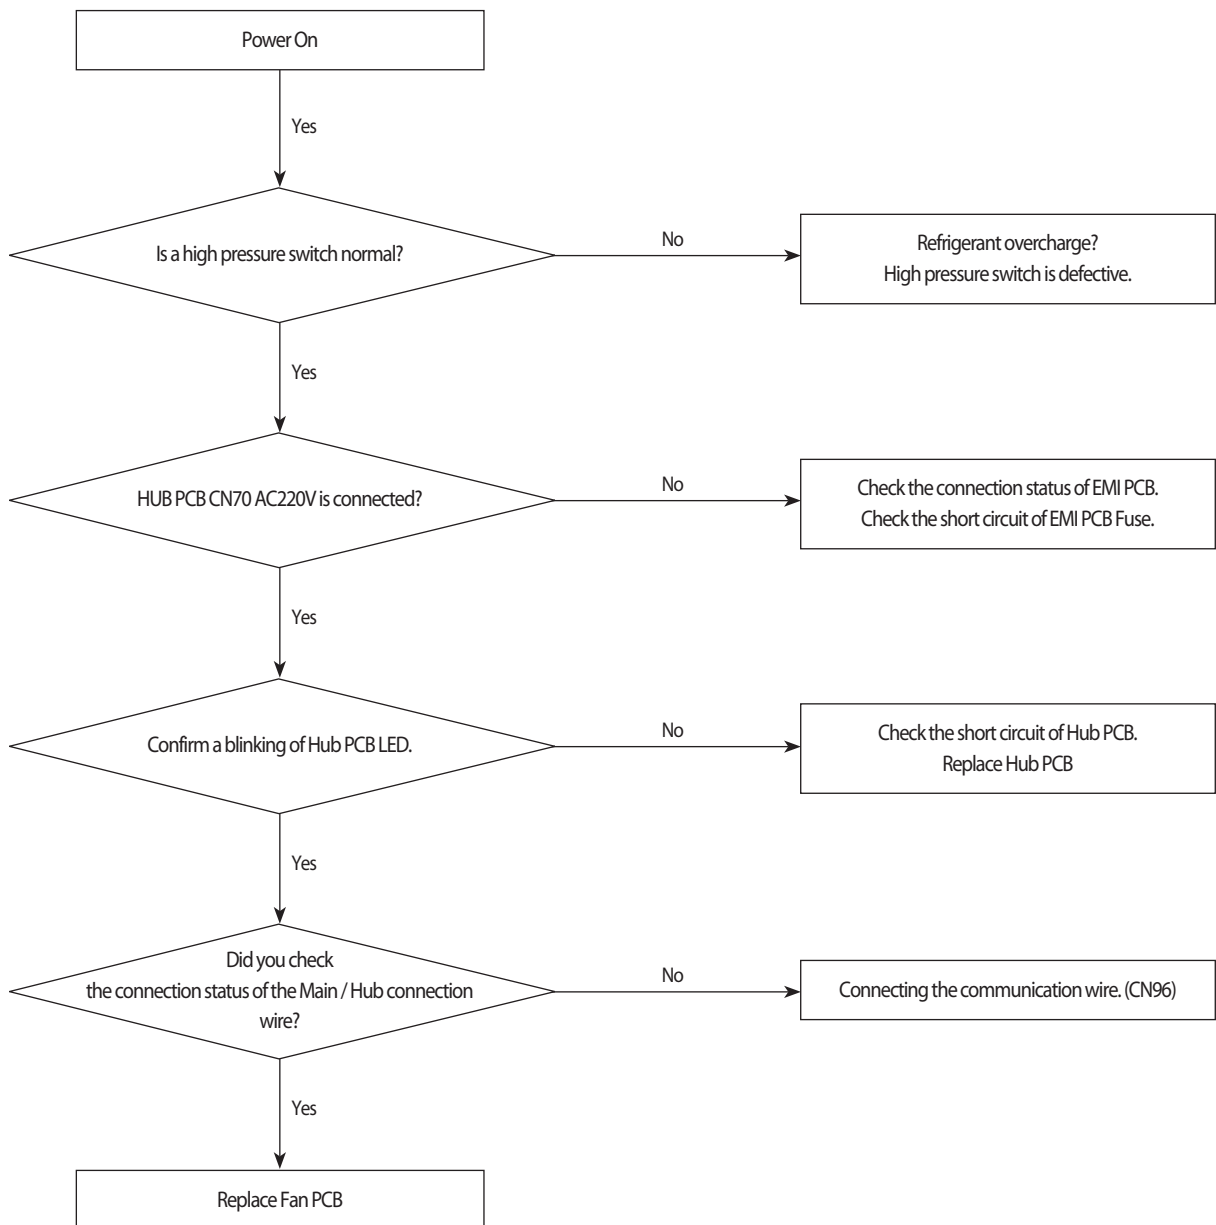 Power On
Yes
Is a high pressure switch normal?
No
Refrigerant overcharge?
High pressure switch is defective.
Yes
HUB PCB CN70 AC220V is connected?
No
Check the connection status of EMI PCB.
Check the short circuit of EMI PCB Fuse.
Yes
Confirm a blinking of Hub PCB LED.
No
Check the short circuit of Hub PCB.
Replace Hub PCB
Yes
Did you check
the connection status of the Main / Hub connection
wire?
No
Connecting the communication wire. (CN96)
Yes
Replace Fan PCB